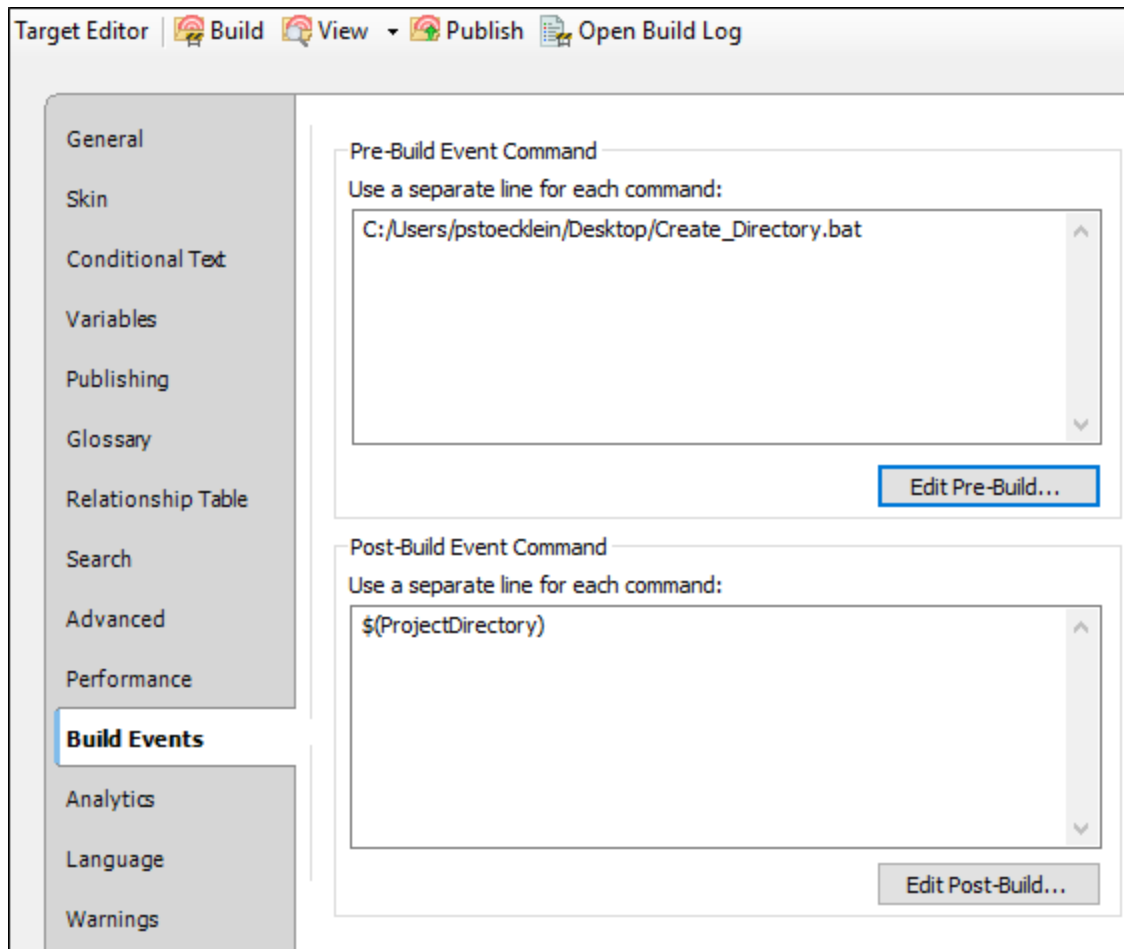 Target Editor Build View Publish Open Build Log
General
Skin
Conditional Text
Variables
Publishing
Glossary
Relationship Table
Search
Advanced
Performance
Build Events
Analytics
Language
Warnings
Pre-Build Event Command
Use a separate line for each command:
C:/Users/pstoecklein/Desktop/Create_Directory.bat
Edit Pre-Build...
Post-Build Event Command
Use a separate line for each command:
$(ProjectDirectory)
Edit Post-Build...